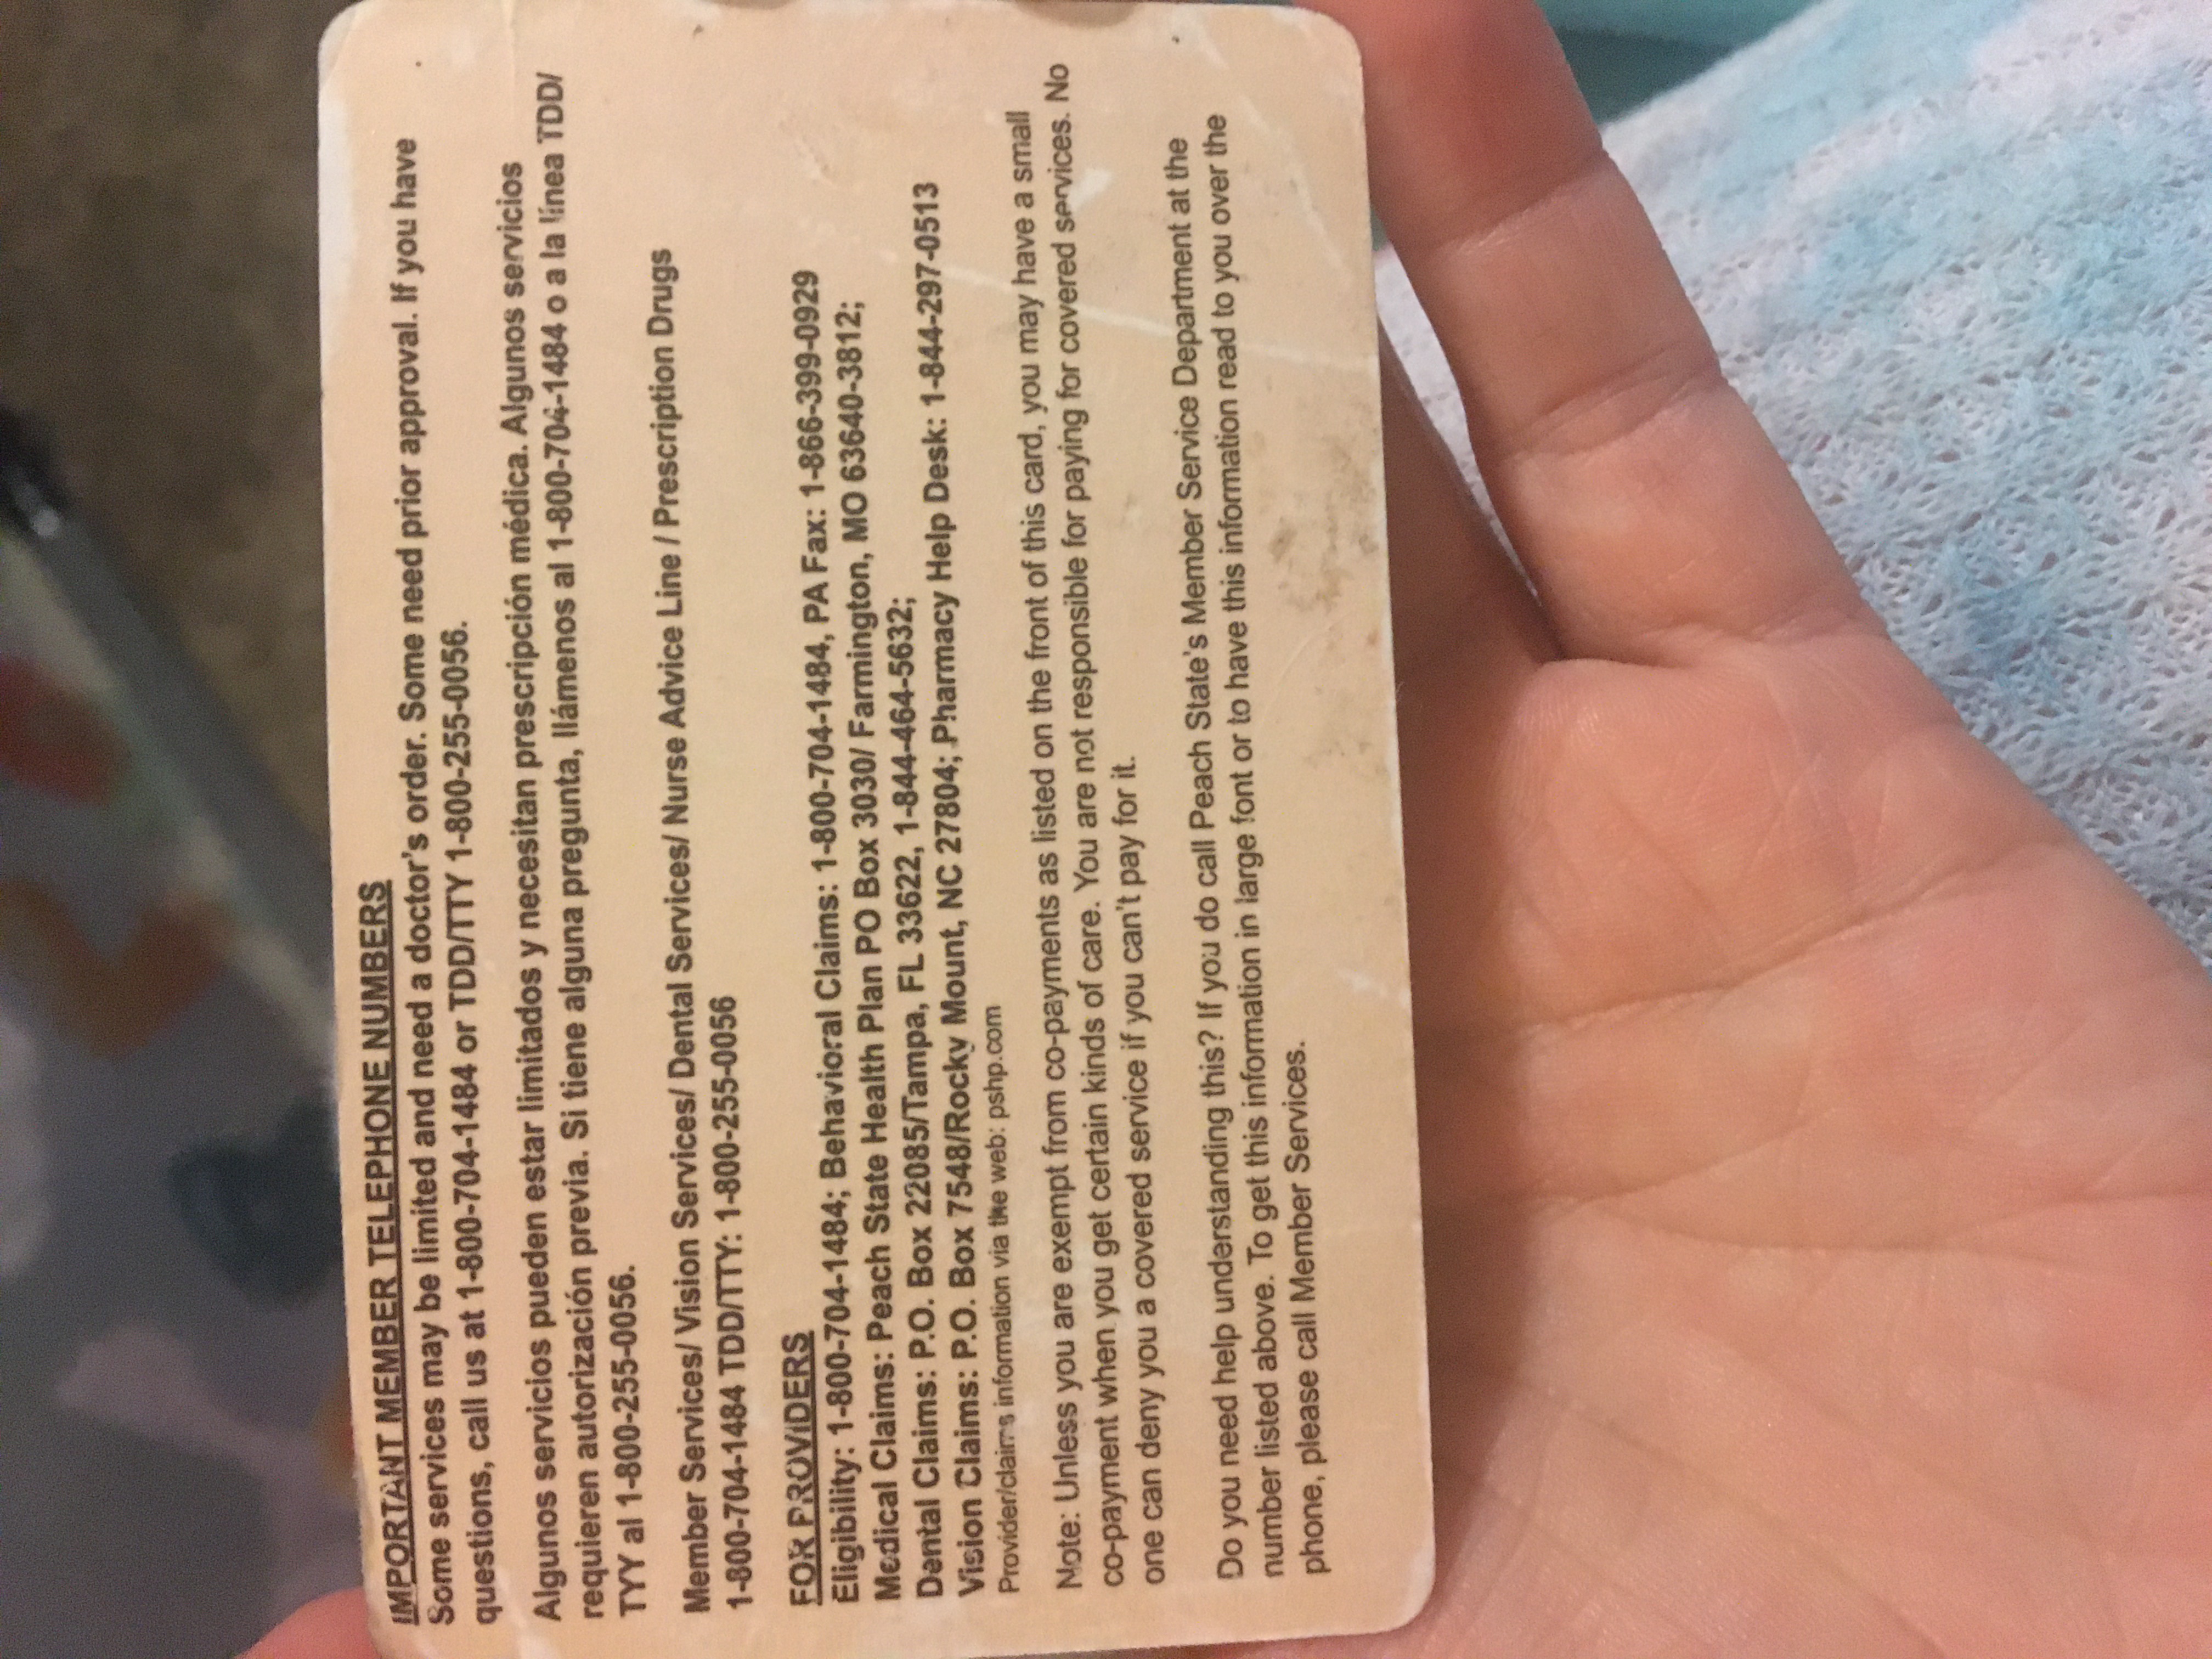 IMPORTANT MEMBER TELEPHONE NUMBERS
Some services may be limited and need a doctor's order. Some need prior approval. If you have
questions, call us at 1-800-704-1484 or TDD/TTY 1-800-255-0056.
Algunos servicios pueden estar limitados y necesitan prescripción médica. Algunos servicios
requieren autorización previa. Si tiene alguna pregunta, llámenos al 1-800-704-1484 o a la línea TDD/
TYY al 1-800-255-0056.
Member Services/ Vision Services/ Dental Services/ Nurse Advice Line / Prescription Drugs
1-800-704-1484 TDD/TTY: 1-800-255-0056
FOR PROVIDERS
Eligibility: 1-800-704-1484; Behavioral Claims: 1-800-704-1484, PA Fax: 1-866-399-0929
Medical Claims: Peach State Health Plan PO Box 3030/ Farmington, MO 63640-3812;
Dental Claims: P.O. Box 22085/Tampa, FL 33622, 1-844-464-5632;
Vision Claims: P.O. Box 7548/Rocky Mount, NC 27804; Pharmacy Help Desk: 1-844-297-0513
Provider/claims information via the web: pshp.com
Note: Unless you are exempt from co-payments as listed on the front of this card, you may have a small
co-payment when you get certain kinds of care. You are not responsible for paying for covered services. No
one can deny you a covered service if you can't pay for it.
Do you need help understanding this? If you do call Peach State's Member Service Department at the
number listed above. To get this information in large font or to have this information read to you over the
phone, please call Member Services.